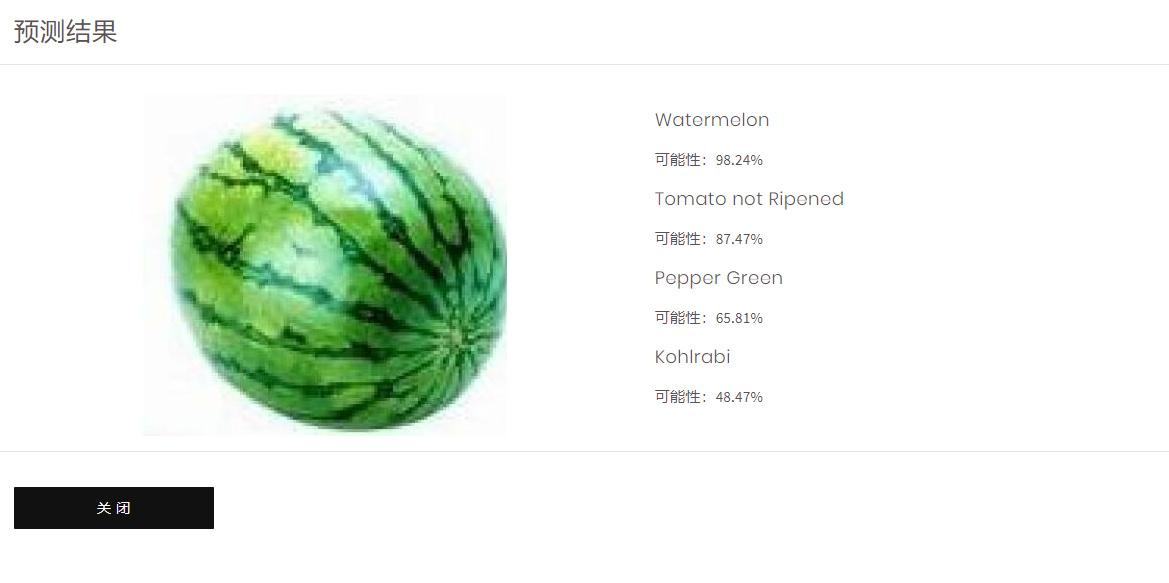 预测结果
Watermelon
可能性：98.24%
Tomato not Ripened
可能性：87.47%
Pepper Green
可能性：65.81%
Kohlrabi
可能性：48.47%
关 闭